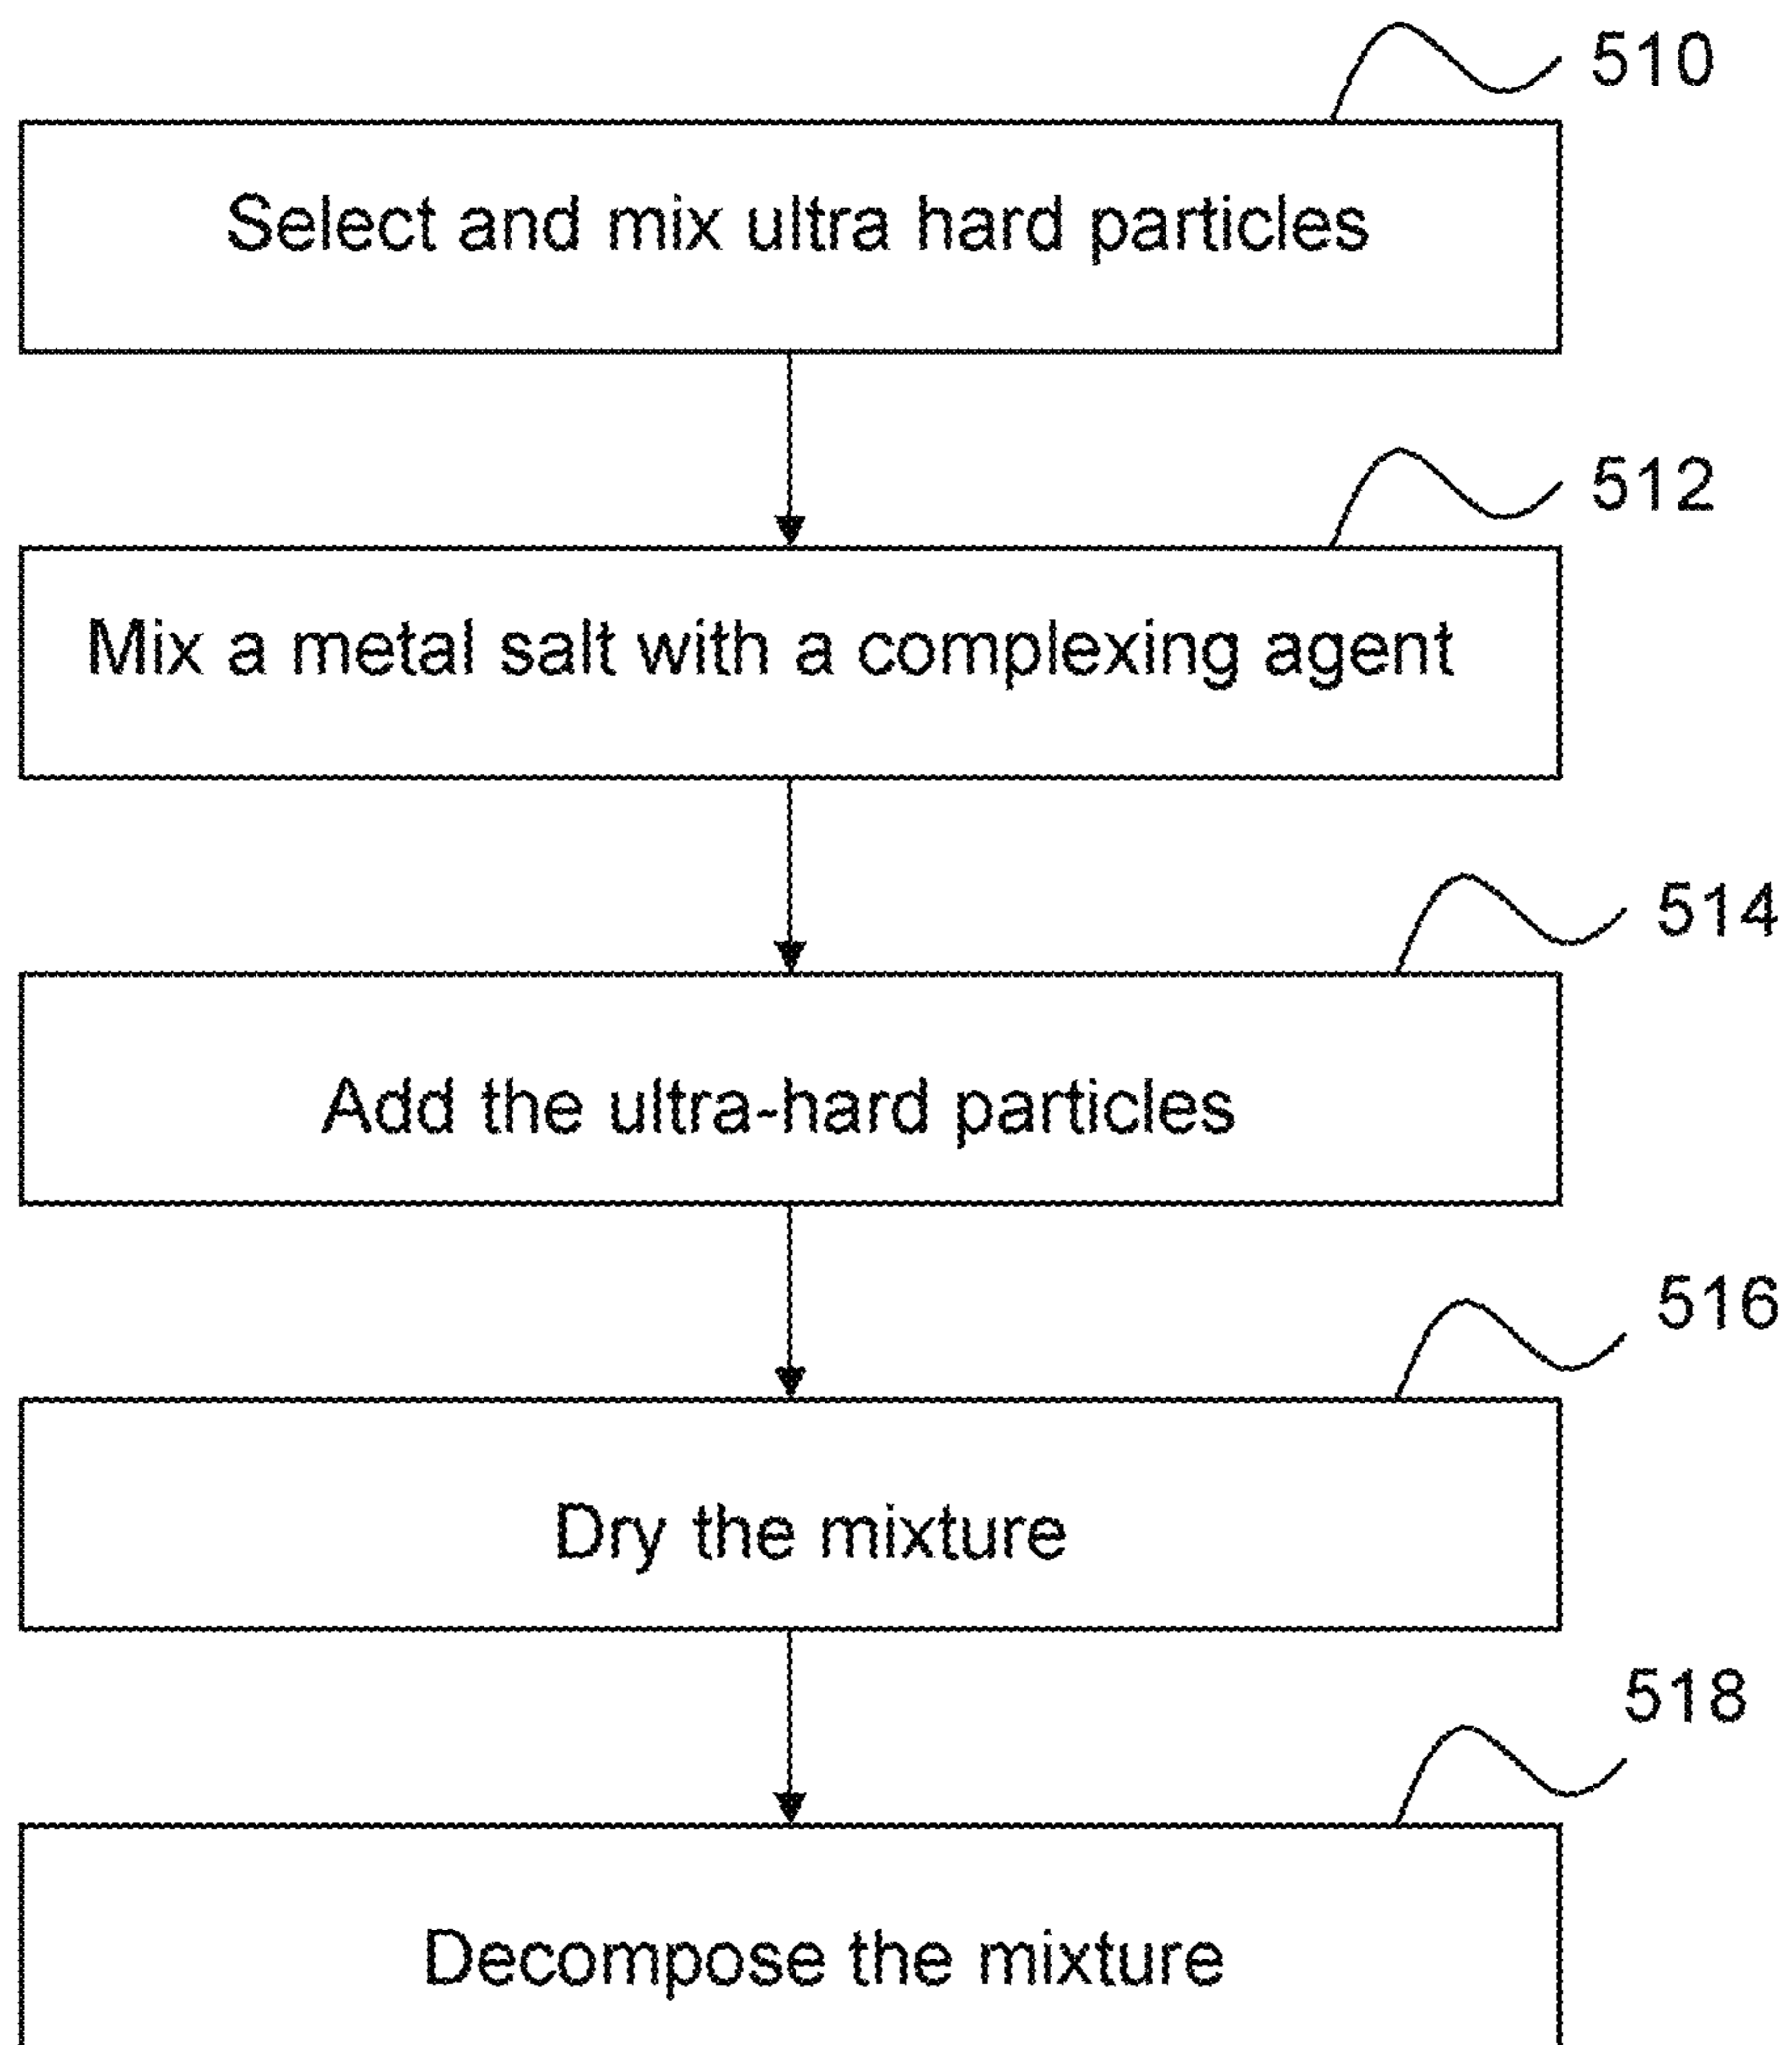 510
Select and mix ultra hard particles
512
Mix a metal salt with a complexing agent
514
Add the ultra-hard particles
516
Dry the mixture
518
Decompose the mixture